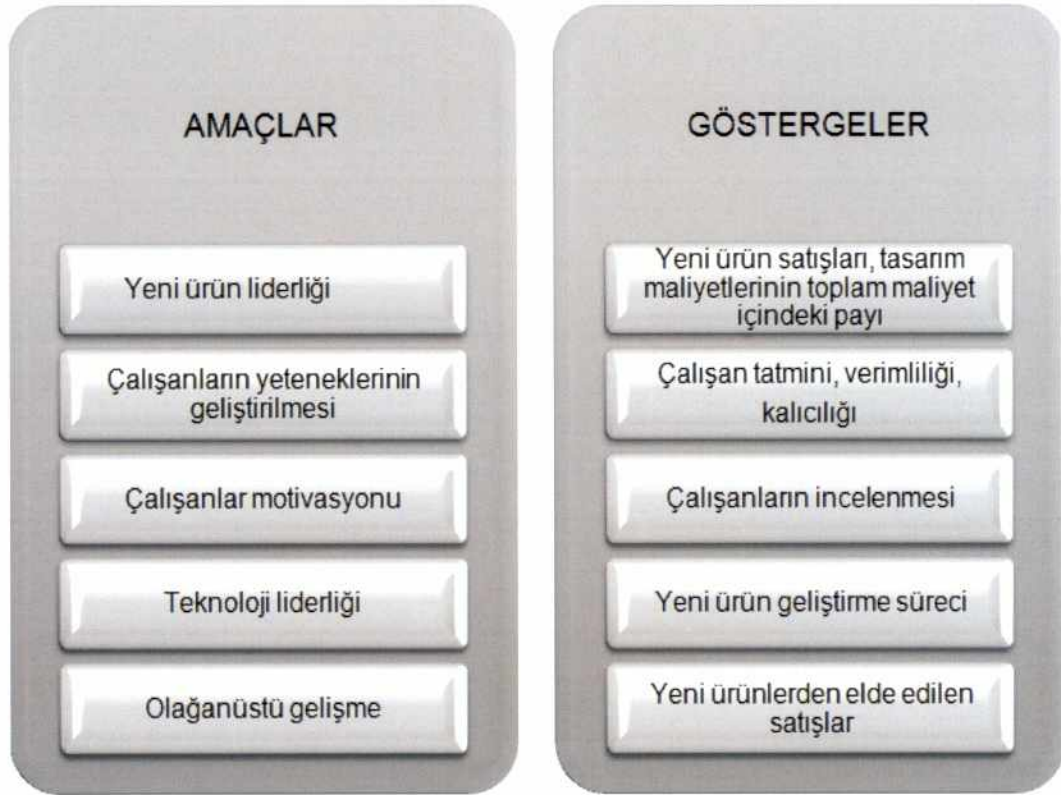 AMAÇLAR
Yeni ürün liderliği
Çalışanların yeteneklerinin
geliştirilmesi
Çalışanlar motivasyonu
Teknoloji liderliği
Olağanüstü gelişme
GÖSTERGELER
Yeni ürün satışları, tasarım
maliyetlerinin toplam maliyet
içindeki payı
Çalışan tatmini, verimliliği,
kalıcılığı
Çalışanların incelenmesi
Yeni ürün geliştirme süreci
Yeni ürünlerden elde edilen
satışlar